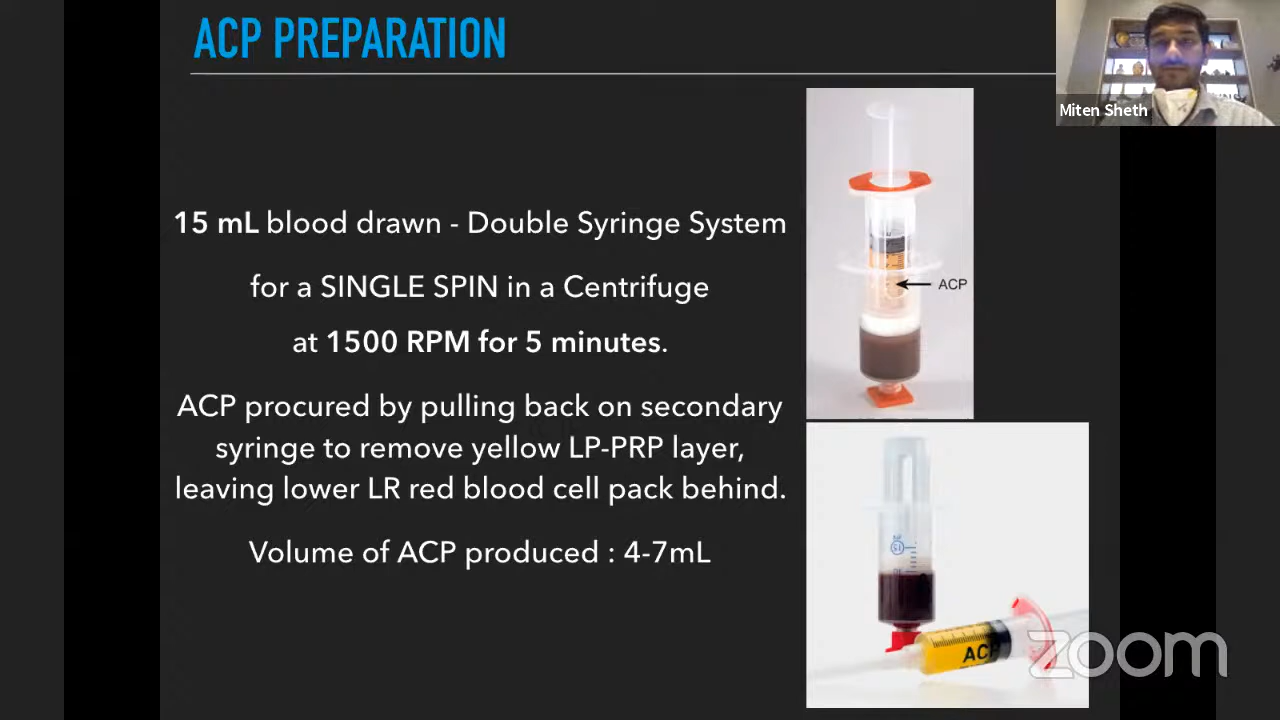 ACP PREPARATION
Miten Sheth
15 mL blood drawn - Double Syringe System
for a SINGLE SPIN in a Centrifuge
at 1500 RPM for 5 minutes.
ACP procured by pulling back on secondary
syringe to remove yellow LP-PRP layer,
leaving lower LR red blood cell pack behind.
Volume of ACP produced : 4-7mL
ACP
15
ACP
zoom